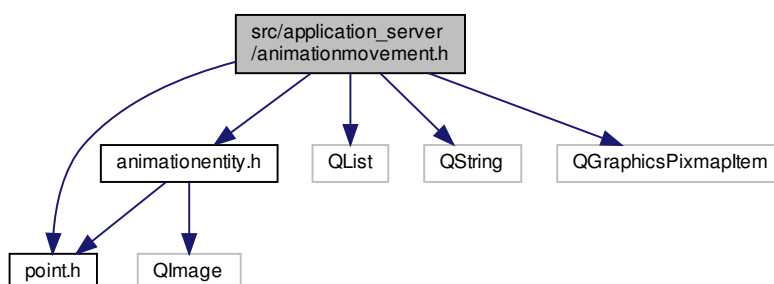 src/application_server
/animationmovement.h
animationentity.h
QList
QString
QGraphicsPixmapItem
point.h
QImage